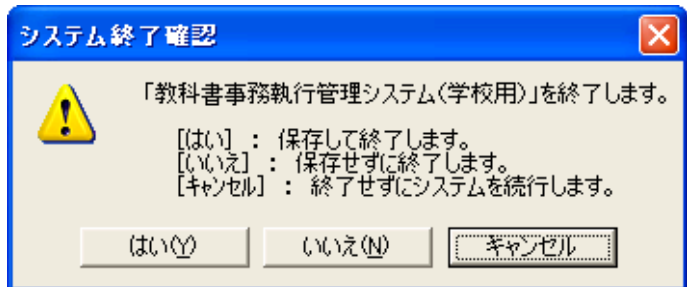 システム終了確認
「教科書事務執行管理システム(学校用)」を終了します。
[はい] : 保存して終了します。
[いいえ] : 保存せずに終了します。
[キャンセル] : 終了せずにシステムを続行します。
はい(Y) いいえ(N) キャンセル